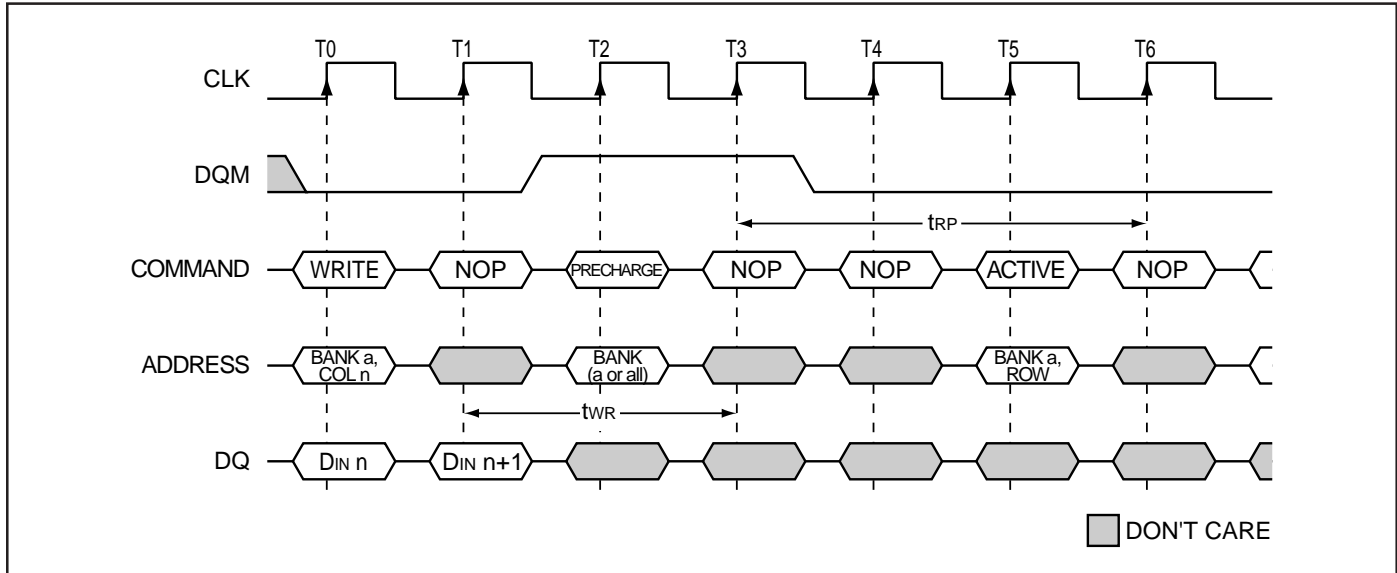 T0 T1 T2 T3 T4 T5 T6
CLK
DQM
tRP
COMMAND WRITE NOP PRECHARGE NOP NOP ACTIVE NOP
ADDRESS
BANK a,
COL n
BANK
(a or all)
BANK a,
ROW
tWR
DQ DIN n DIN n+1
DON'T CARE